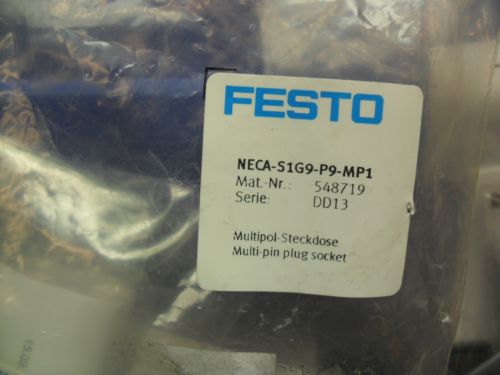 FESTO
NECA-S1G9-P9-MP1
Mat.-Nr.: 548719
Serie: DD13
Multipol-Steckdose
Multi-pin plug socket